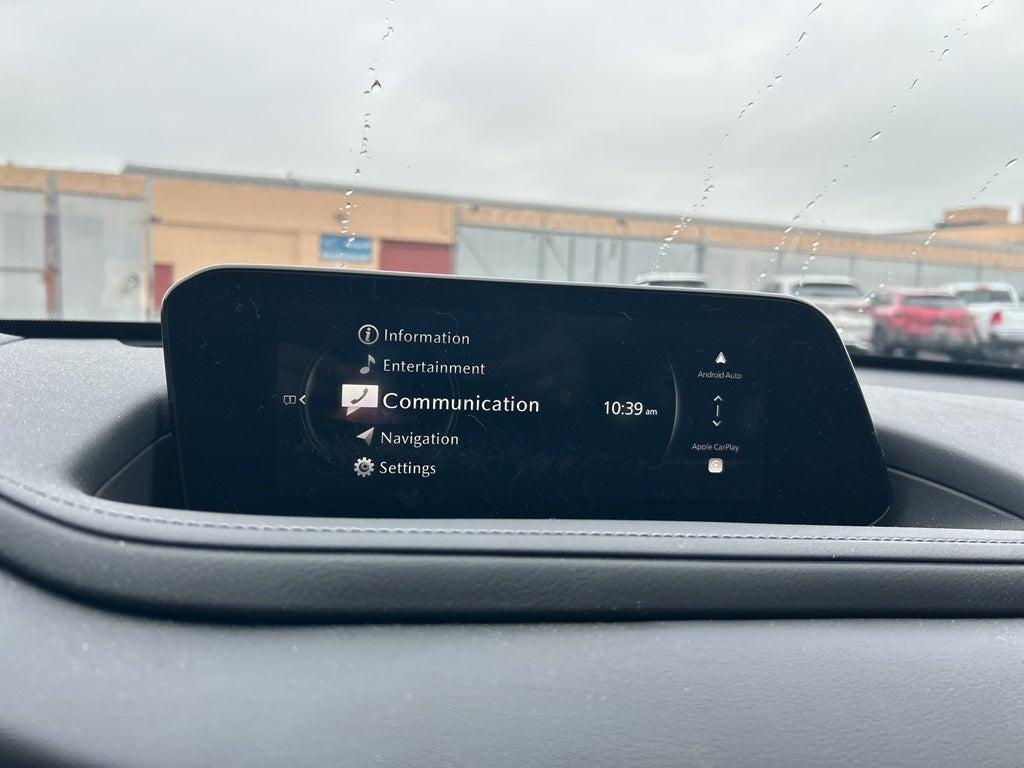 Information
Entertainment
Communication
Navigation
Settings
10:39 am
Android Auto
Apple CarPlay